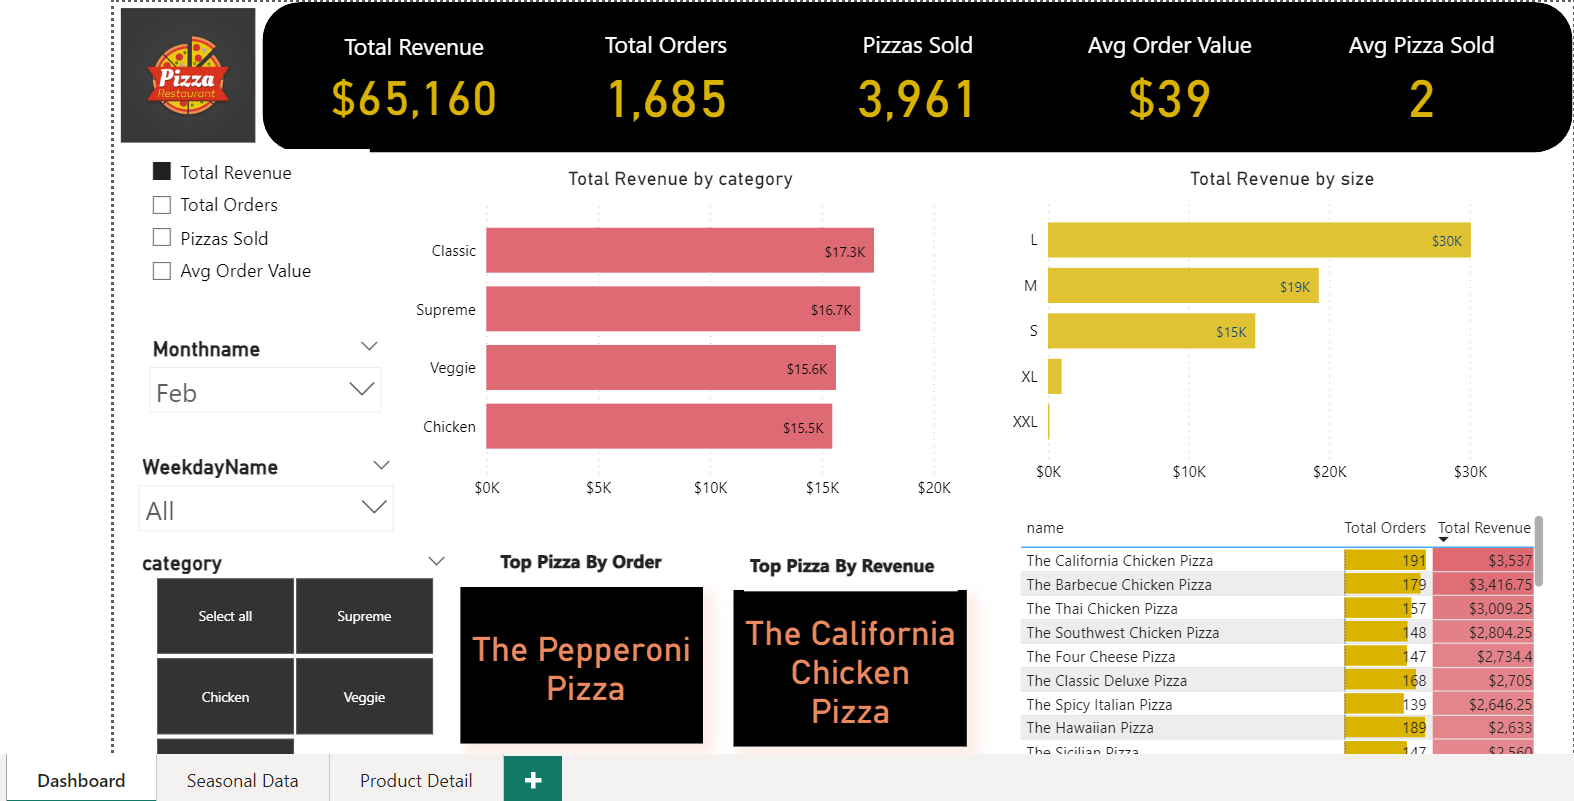 Pizza
Restaurant
Total Revenue
$65,160
Total Orders
1,685
Pizzas Sold
3,961
Avg Order Value
$39
Avg Pizza Sold
2
Total Revenue
Total Orders
Pizzas Sold
Avg Order Value
Monthname
Feb
WeekdayName
All
category
Select all
Supreme
Chicken
Veggie
Total Revenue by category
Classic
$17.3K
Supreme
$16.7K
Veggie
$15.6K
Chicken
$15.5K
$0K
$5K
$10K
$15K
$20K
Total Revenue by size
L
$30K
M
$19K
S
$15K
XL
XXL
$0K
$10K
$20K
$30K
Top Pizza By Order
The Pepperoni
Pizza
Top Pizza By Revenue
The California
Chicken
Pizza
name Total Orders Total Revenue
The California Chicken Pizza 191 $3,537
The Barbecue Chicken Pizza 179 $3,416.75
The Thai Chicken Pizza 157 $3,009.25
The Southwest Chicken Pizza 148 $2,804.25
The Four Cheese Pizza 147 $2,734.4
The Classic Deluxe Pizza 168 $2,705
The Spicy Italian Pizza 139 $2,646.25
The Hawaiian Pizza 189 $2,633
The Sicilian Pizza 147 $2,560
Dashboard
Seasonal Data
Product Detail
+